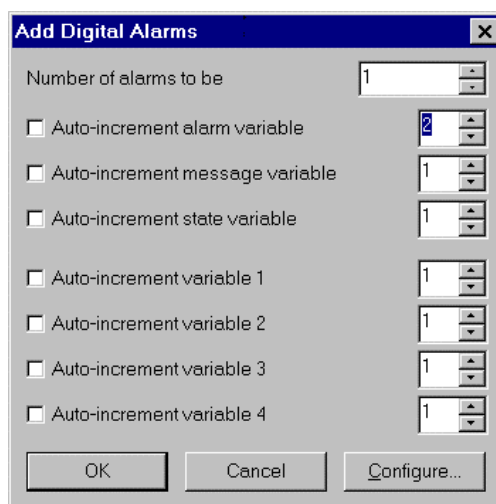 Add Digital Alarms
Number of alarms to be 1
Auto-increment alarm variable 2
Auto-increment message variable 1
Auto-increment state variable 1
Auto-increment variable 1 1
Auto-increment variable 2 1
Auto-increment variable 3 1
Auto-increment variable 4 1
OK Cancel Configure...